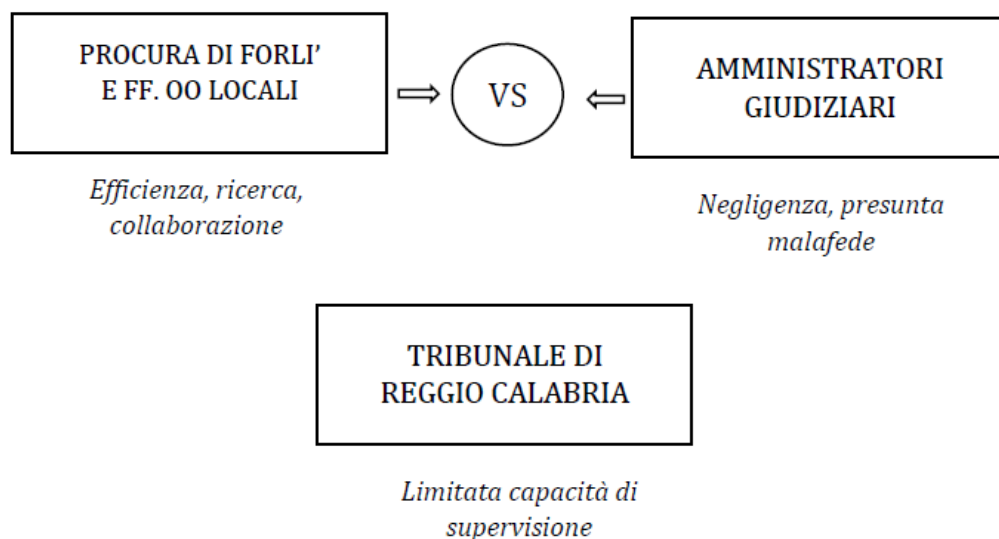 PROCURA DI FORLI’
E FF. OO LOCALI
VS
AMMINISTRATORI
GIUDIZIARI
Efficienza, ricerca,
collaborazione
Negligenza, presunta
malafede
TRIBUNALE DI
REGGIO CALABRIA
Limitata capacità di
supervisione